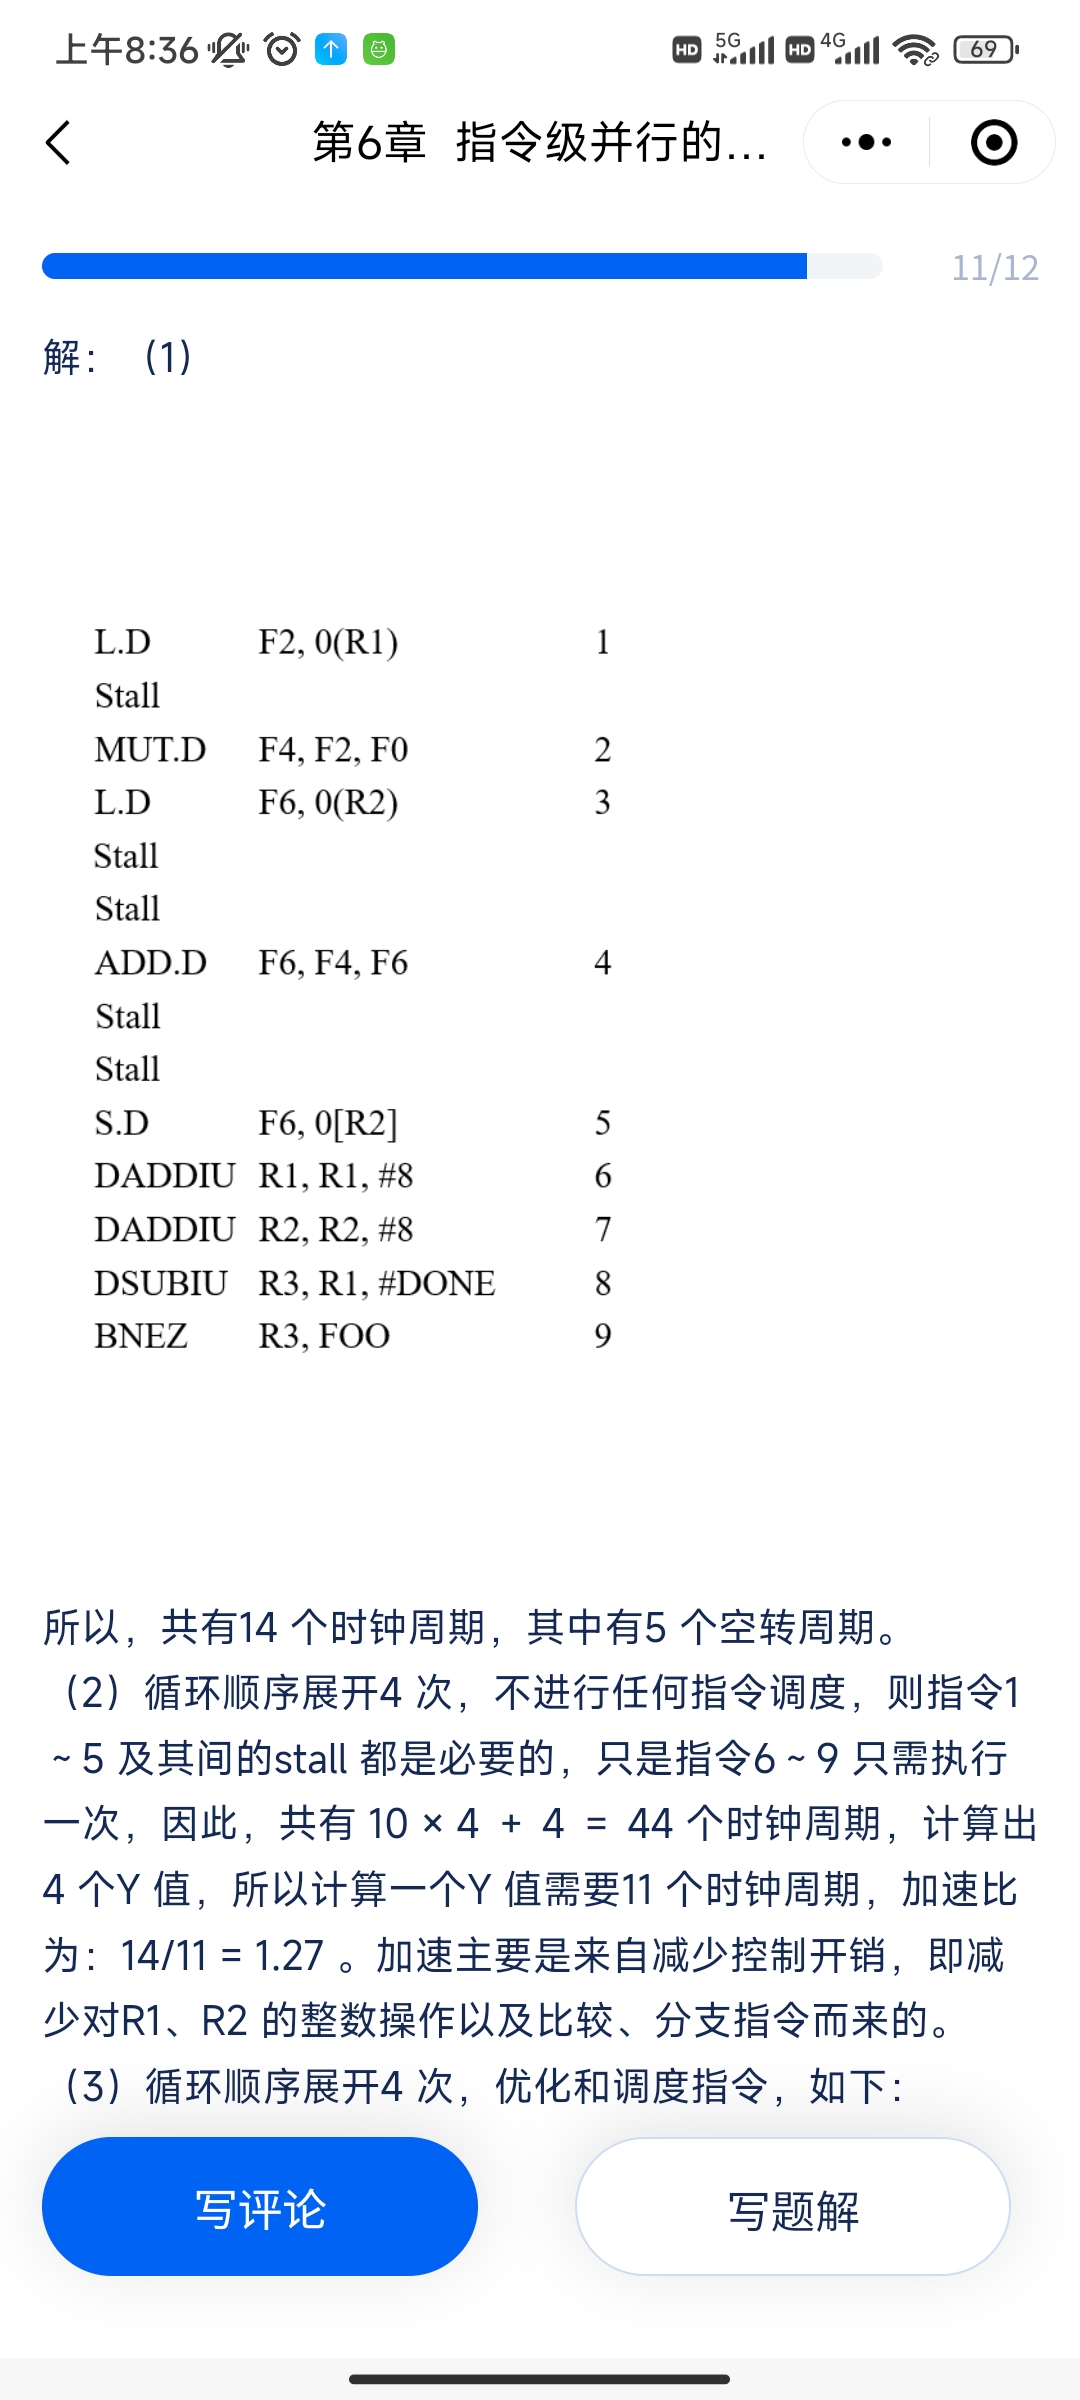 上午8:36 HD 5G HD 4G 69
第6章 指令级并行的...
11/12
解： （1）
L.D F2, 0(R1) 1
Stall
MUT.D F4, F2, F0 2
L.D F6, 0(R2) 3
Stall
Stall
ADD.D F6, F4, F6 4
Stall
Stall
S.D F6, 0[R2] 5
DADDIU R1, R1, #8 6
DADDIU R2, R2, #8 7
DSUBIU R3, R1, #DONE 8
BNEZ R3, FOO 9
所以，共有14 个时钟周期，其中有5 个空转周期。
（2）循环顺序展开4 次，不进行任何指令调度，则指令1
~ 5 及其间的stall 都是必要的，只是指令6 ~ 9 只需执行
一次，因此，共有 10 × 4 + 4 = 44 个时钟周期，计算出
4 个Y 值，所以计算一个Y 值需要11 个时钟周期，加速比
为：14/11 = 1.27 。加速主要是来自减少控制开销，即减
少对R1、R2 的整数操作以及比较、分支指令而来的。
（3）循环顺序展开4 次，优化和调度指令，如下：
写评论 写题解